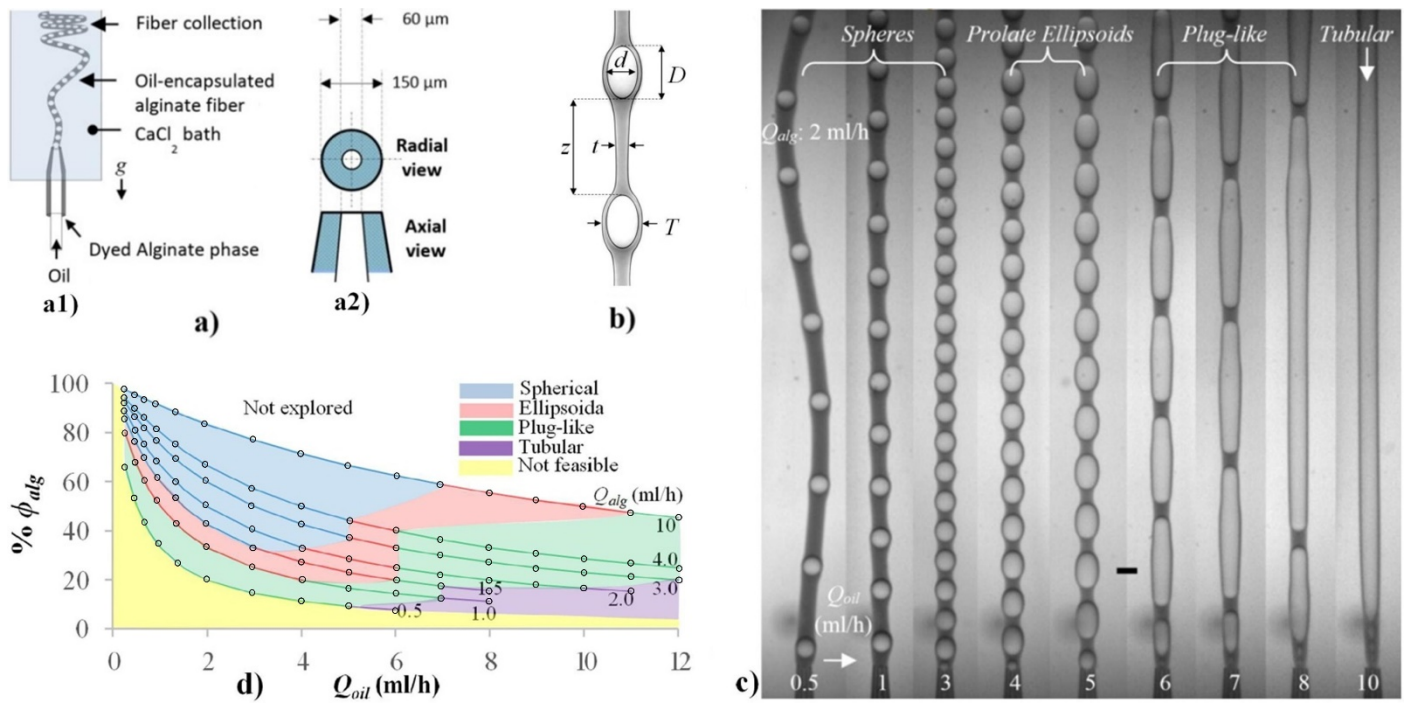 Fiber collection
Oil-encapsulated
alginate fiber
CaCl2 bath
g
Dyed Alginate phase
Oil
a1)
a)
60 µm
150 µm
Radial
view
Axial
view
a2)
d
D
z
t
T
b)
Spheres
Prolate Ellipsoids
Plug-like
Tubular
Qalg: 2 ml/h
Qoil
(ml/h)
0.5
1
3
4
5
6
7
8
10
c)
% ϕalg
100
80
60
40
20
0
Not explored
Spherical
Ellipsoida
Plug-like
Tubular
Not feasible
Qalg (ml/h)
10
4.0
3.0
2.0
1.5
1.0
0.5
0
2
4
6
8
10
12
d)
Qoil (ml/h)